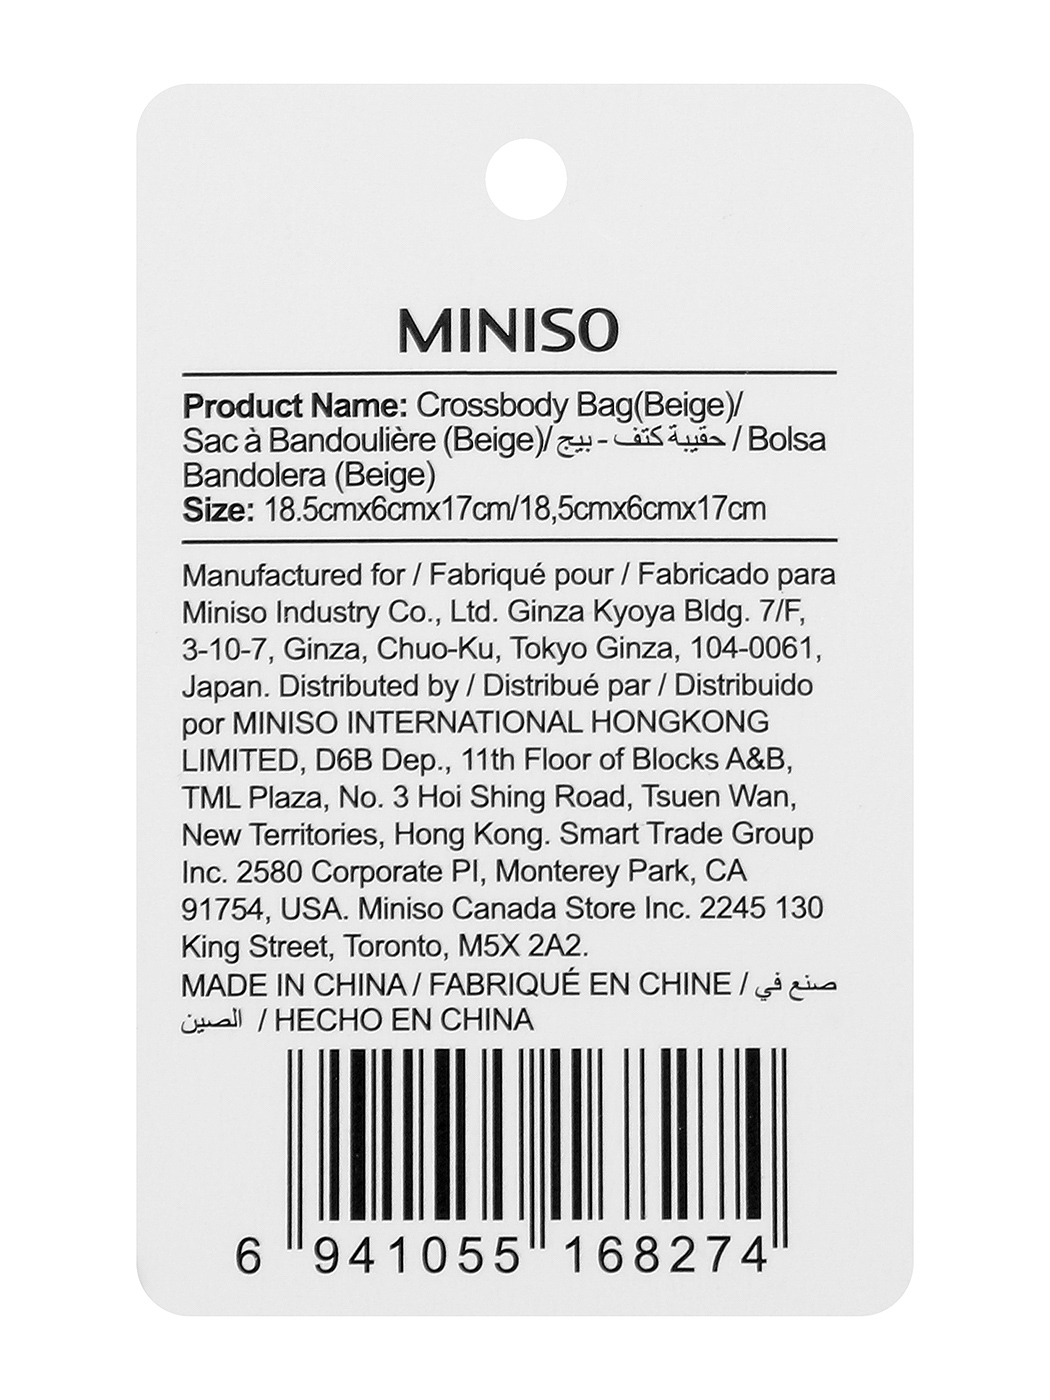 MINISO
Product Name: Crossbody Bag(Beige)/
Sac à Bandoulière (Beige)/ حقيبة كتف - بيج / Bolsa
Bandolera (Beige)
Size: 18.5cmx6cmx17cm/18,5cmx6cmx17cm
Manufactured for / Fabriqué pour / Fabricado para
Miniso Industry Co., Ltd. Ginza Kyoya Bldg. 7/F,
3-10-7, Ginza, Chuo-Ku, Tokyo Ginza, 104-0061,
Japan. Distributed by / Distribué par / Distribuido
por MINISO INTERNATIONAL HONGKONG
LIMITED, D6B Dep., 11th Floor of Blocks A&B,
TML Plaza, No. 3 Hoi Shing Road, Tsuen Wan,
New Territories, Hong Kong. Smart Trade Group
Inc. 2580 Corporate Pl, Monterey Park, CA
91754, USA. Miniso Canada Store Inc. 2245 130
King Street, Toronto, M5X 2A2.
MADE IN CHINA / FABRIQUÉ EN CHINE / صنع في
الصين / HECHO EN CHINA
6 941055 168274